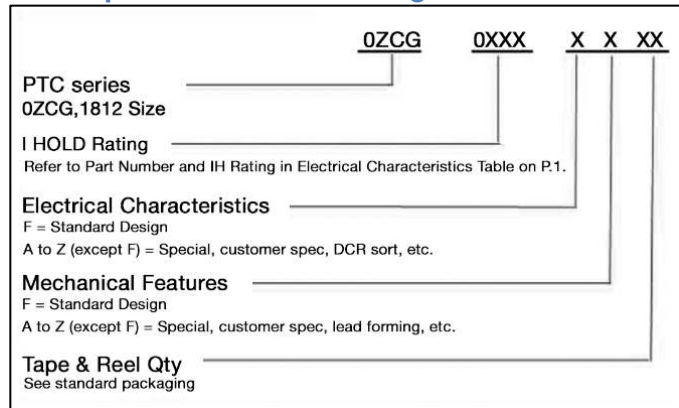 0ZCG 0XXX X X XX
PTC series
0ZCG,1812 Size
I HOLD Rating
Refer to Part Number and IH Rating in Electrical Characteristics Table on P.1.
Electrical Characteristics
F = Standard Design
A to Z (except F) = Special, customer spec, DCR sort, etc.
Mechanical Features
F = Standard Design
A to Z (except F) = Special, customer spec, lead forming, etc.
Tape & Reel Qty
See standard packaging